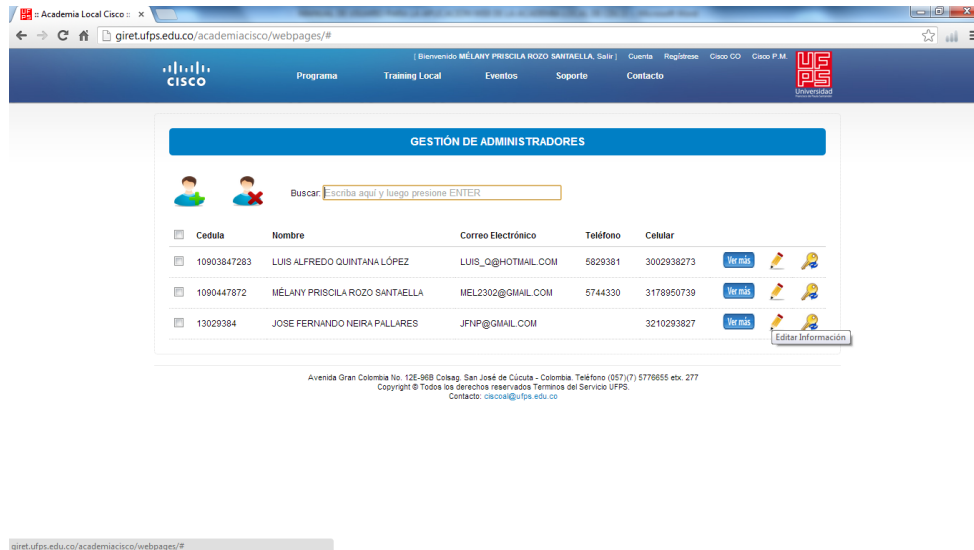 :: Academia Local Cisco ::
giret.ufps.edu.co/academiacisco/webpages/#
[ Bienvenido MÉLANY PRISCILA ROZO SANTAELLA, Salir ] Cuenta Regístrese Cisco CO Cisco P.M.
CISCO
Programa Training Local Eventos Soporte Contacto
UFPS
Universidad
GESTIÓN DE ADMINISTRADORES
Buscar: Escriba aquí y luego presione ENTER
Cedula Nombre Correo Electrónico Teléfono Celular
10903847283 LUIS ALFREDO QUINTANA LÓPEZ LUIS_Q@HOTMAIL.COM 5829381 3002938273 Ver más
1090447872 MÉLANY PRISCILA ROZO SANTAELLA MEL2302@GMAIL.COM 5744330 3178950739 Ver más
13029384 JOSE FERNANDO NEIRA PALLARES JFNP@GMAIL.COM 3210293827 Ver más
Editar Información
Avenida Gran Colombia No. 12E-96B Colsag. San José de Cúcuta - Colombia. Teléfono (057)(7) 5776655 etx. 277
Copyright © Todos los derechos reservados Terminos del Servicio UFPS.
Contacto: ciscoal@ufps.edu.co
giret.ufps.edu.co/academiacisco/webpages/#